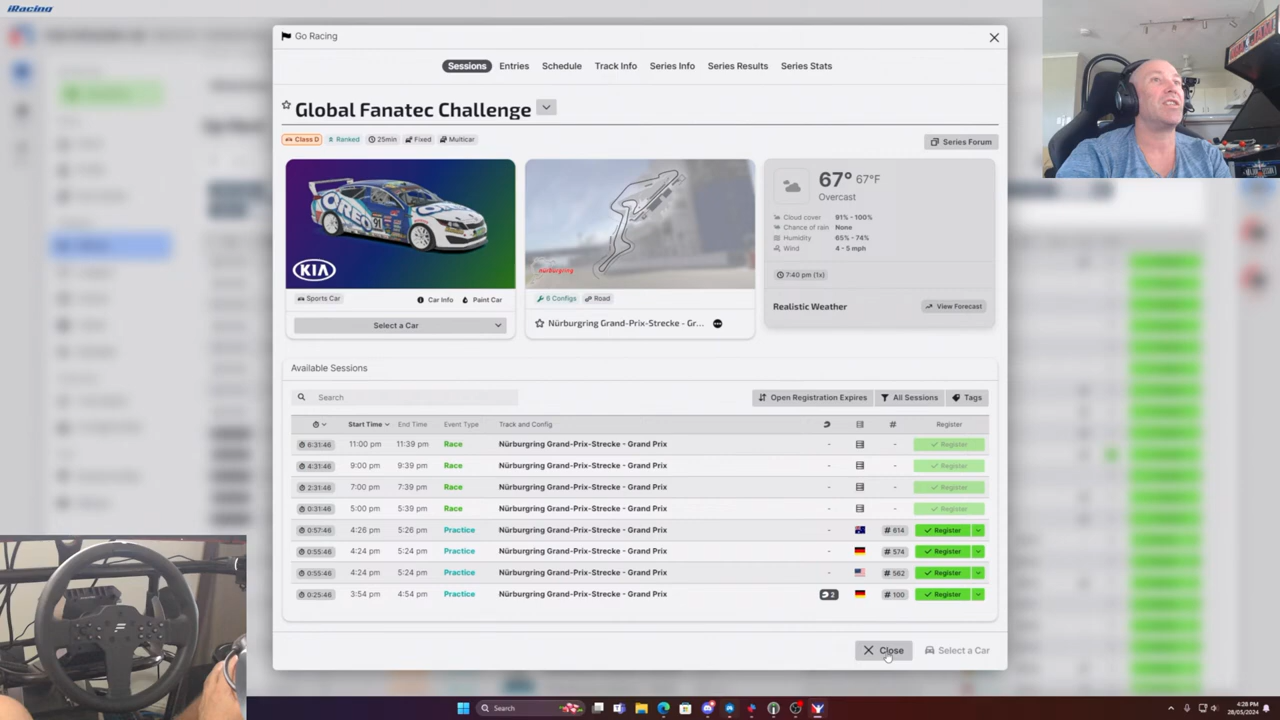 iRacing
Go Racing
Sessions Entries Schedule Track Info Series Info Series Results Series Stats
Global Fanatec Challenge
Class D Ranked 25min Fixed Multicar
Series Forum
OREO
91
KIA
Sports Car Car Info Paint Car
Select a Car
nürburgring
6 Configs Road
Nürburgring Grand-Prix-Strecke - Gr...
67° 67°F
Overcast
Cloud cover 91% - 100%
Chance of rain None
Humidity 65% - 74%
Wind 4 - 5 mph
7:40 pm (1x)
Realistic Weather View Forecast
Available Sessions
Search Open Registration Expires All Sessions Tags
Start Time End Time Event Type Track and Config # Register
6:31:46 11:00 pm 11:39 pm Race Nürburgring Grand-Prix-Strecke - Grand Prix - - Register
4:31:46 9:00 pm 9:39 pm Race Nürburgring Grand-Prix-Strecke - Grand Prix - - Register
2:31:46 7:00 pm 7:39 pm Race Nürburgring Grand-Prix-Strecke - Grand Prix - - Register
0:31:46 5:00 pm 5:39 pm Race Nürburgring Grand-Prix-Strecke - Grand Prix - - Register
0:57:46 4:26 pm 5:26 pm Practice Nürburgring Grand-Prix-Strecke - Grand Prix - # 614 Register
0:55:46 4:24 pm 5:24 pm Practice Nürburgring Grand-Prix-Strecke - Grand Prix - # 574 Register
0:55:46 4:24 pm 5:24 pm Practice Nürburgring Grand-Prix-Strecke - Grand Prix - # 562 Register
0:25:46 3:54 pm 4:54 pm Practice Nürburgring Grand-Prix-Strecke - Grand Prix 2 # 100 Register
Close Select a Car
Search
4:28 PM
28/05/2024